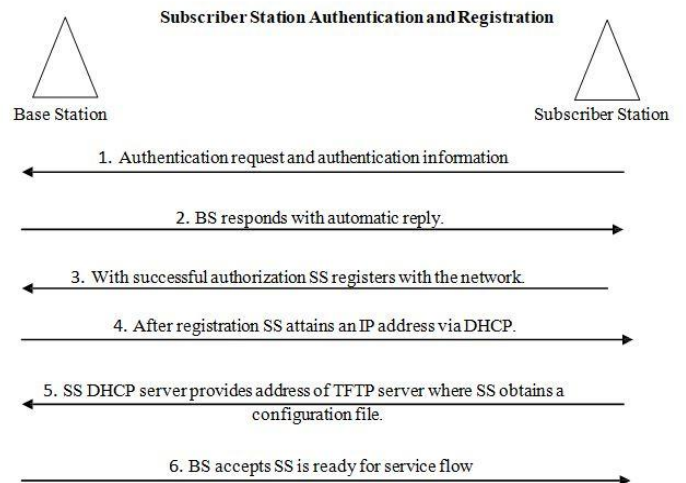 Subscriber Station Authentication and Registration
Base Station
Subscriber Station
1. Authentication request and authentication information
2. BS responds with automatic reply.
3. With successful authorization SS registers with the network.
4. After registration SS attains an IP address via DHCP.
5. SS DHCP server provides address of TFTP server where SS obtains a
configuration file.
6. BS accepts SS is ready for service flow